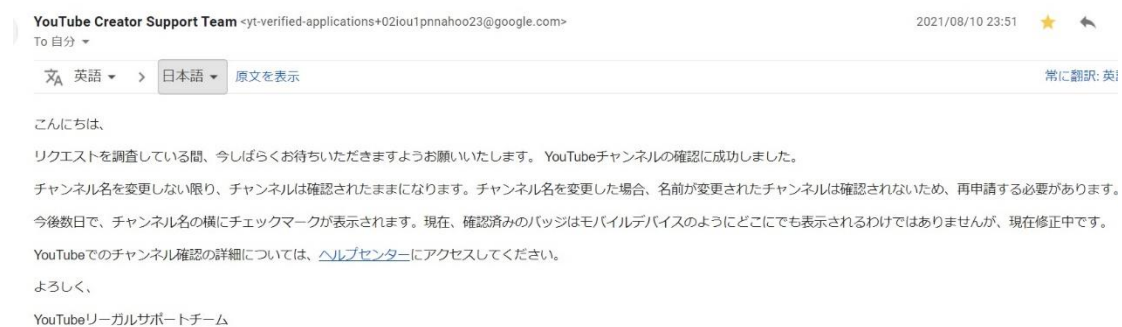 YouTube Creator Support Team <yt-verified-applications+02iou1pnnahoo23@google.com> 2021/08/10 23:51
To 自分
英語 > 日本語 原文を表示 常に翻訳: 英
こんにちは、
リクエストを調査している間、今しばらくお待ちいただきますようお願いいたします。 YouTubeチャンネルの確認に成功しました。
チャンネル名を変更しない限り、チャンネルは確認されたままになります。チャンネル名を変更した場合、名前が変更されたチャンネルは確認されないため、再申請する必要があります。
今後数日で、チャンネル名の横にチェックマークが表示されます。現在、確認済みのバッジはモバイルデバイスのようにどこにでも表示されるわけではありませんが、現在修正中です。
YouTubeでのチャンネル確認の詳細については、ヘルプセンターにアクセスしてください。
よろしく、
YouTubeリーガルサポートチーム